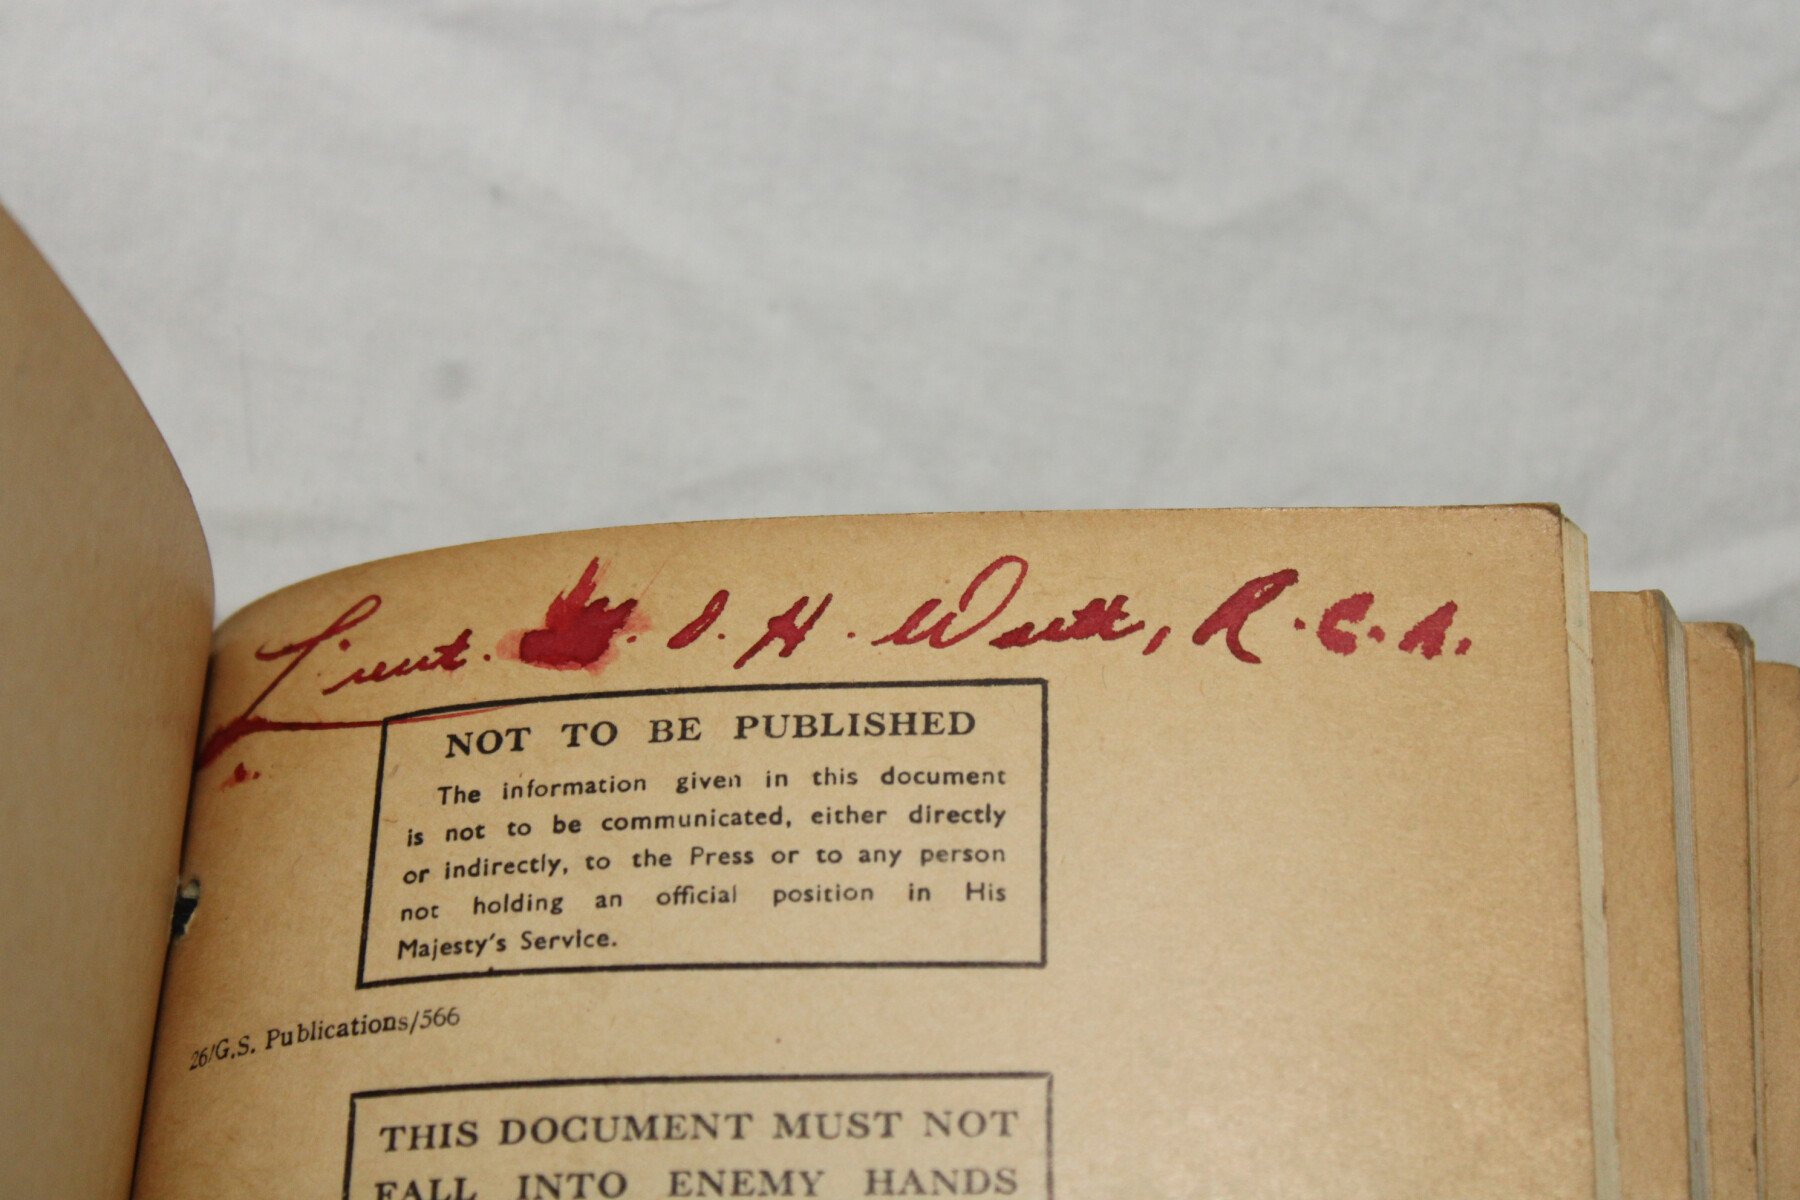 Lieut. J. H. Watt, R.C.A.
NOT TO BE PUBLISHED
The information given in this document
is not to be communicated, either directly
or indirectly, to the Press or to any person
not holding an official position in His
Majesty's Service.
26/G.S. Publications/566
THIS DOCUMENT MUST NOT
FALL INTO ENEMY HANDS